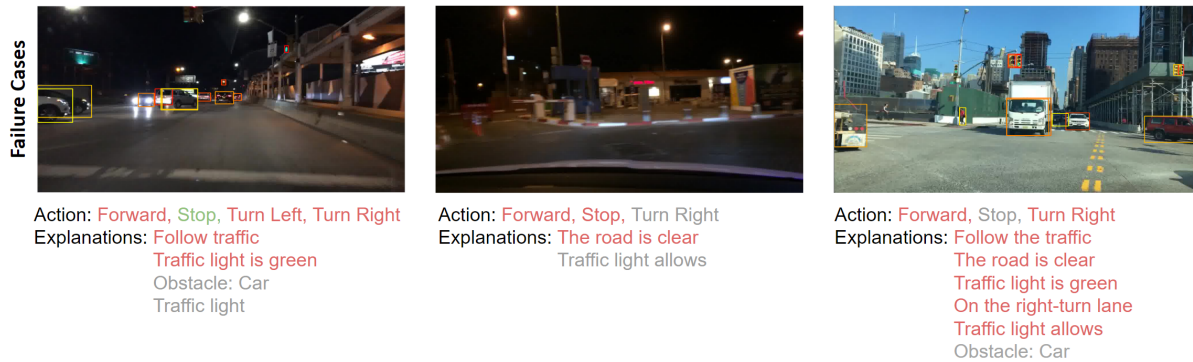 Failure Cases
Action: Forward, Stop, Turn Left, Turn Right
Explanations: Follow traffic
Traffic light is green
Obstacle: Car
Traffic light
Action: Forward, Stop, Turn Right
Explanations: The road is clear
Traffic light allows
Action: Forward, Stop, Turn Right
Explanations: Follow the traffic
The road is clear
Traffic light is green
On the right-turn lane
Traffic light allows
Obstacle: Car